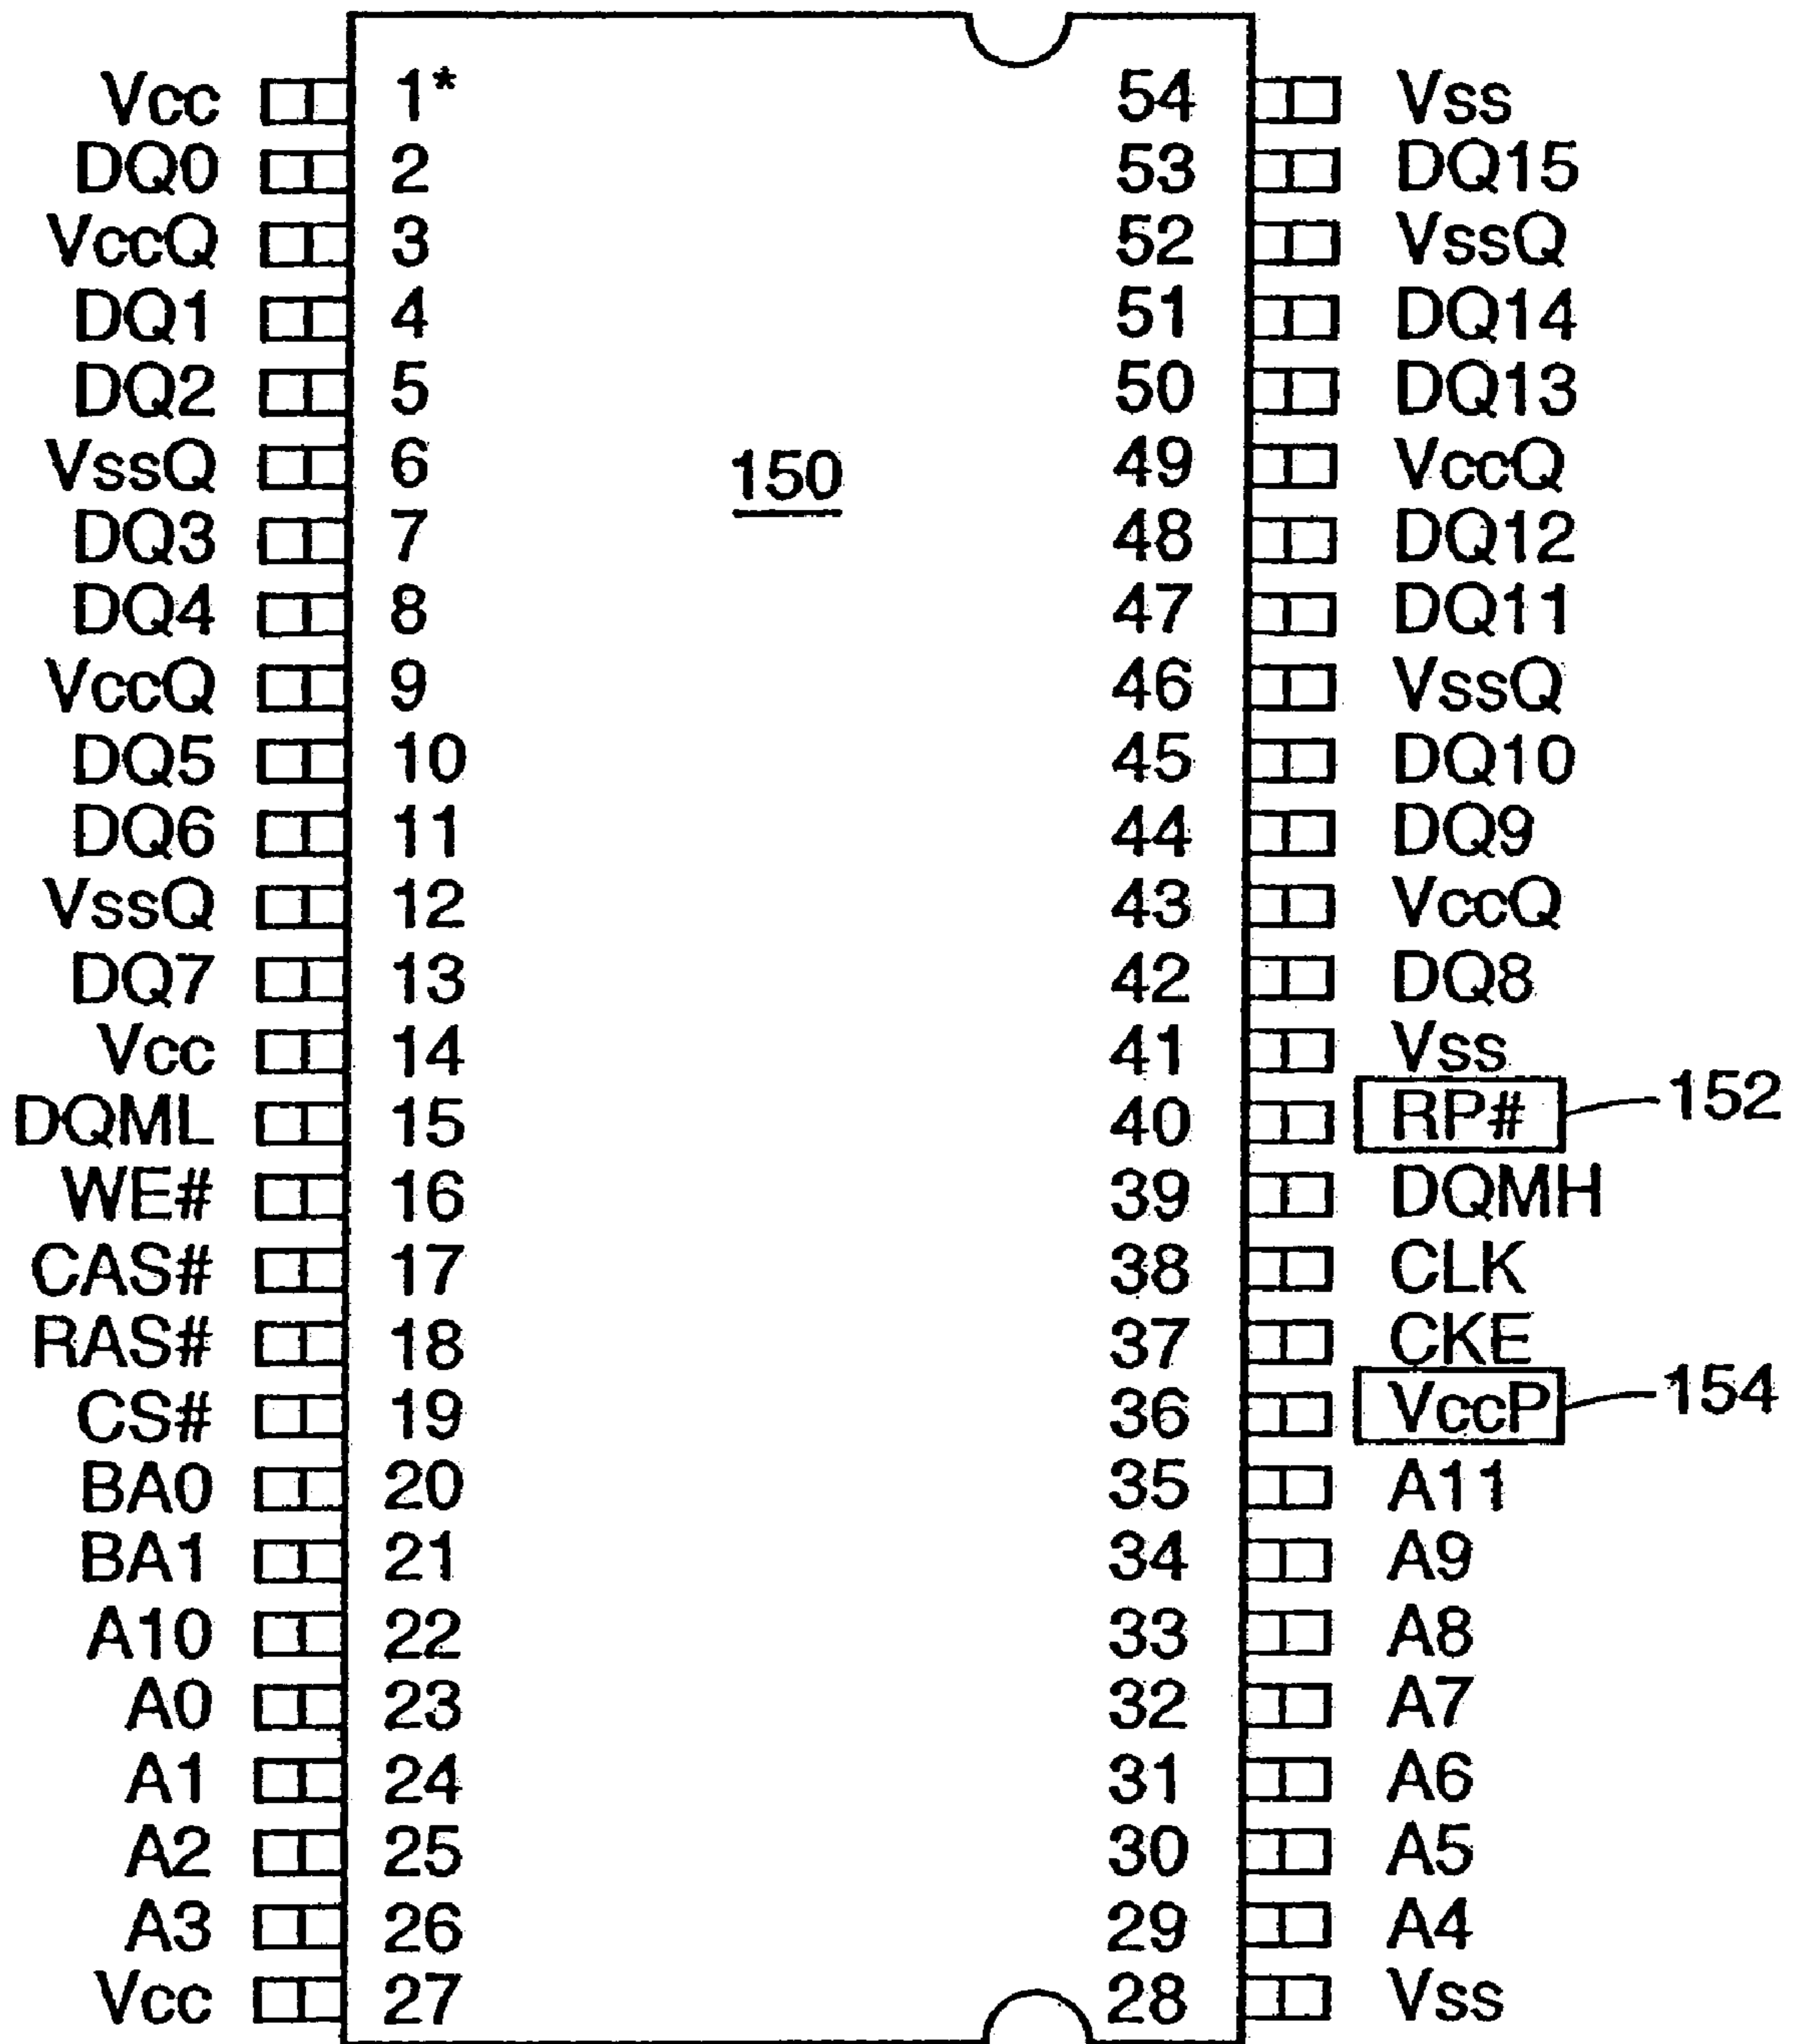 Vcc 1* 54 Vss
DQ0 2 53 DQ15
VccQ 3 52 VssQ
DQ1 4 51 DQ14
DQ2 5 50 DQ13
VssQ 6 150 49 VccQ
DQ3 7 48 DQ12
DQ4 8 47 DQ11
VccQ 9 46 VssQ
DQ5 10 45 DQ10
DQ6 11 44 DQ9
VssQ 12 43 VccQ
DQ7 13 42 DQ8
Vcc 14 41 Vss
DQML 15 40 RP# 152
WE# 16 39 DQMH
CAS# 17 38 CLK
RAS# 18 37 CKE
CS# 19 36 VccP 154
BA0 20 35 A11
BA1 21 34 A9
A10 22 33 A8
A0 23 32 A7
A1 24 31 A6
A2 25 30 A5
A3 26 29 A4
Vcc 27 28 Vss